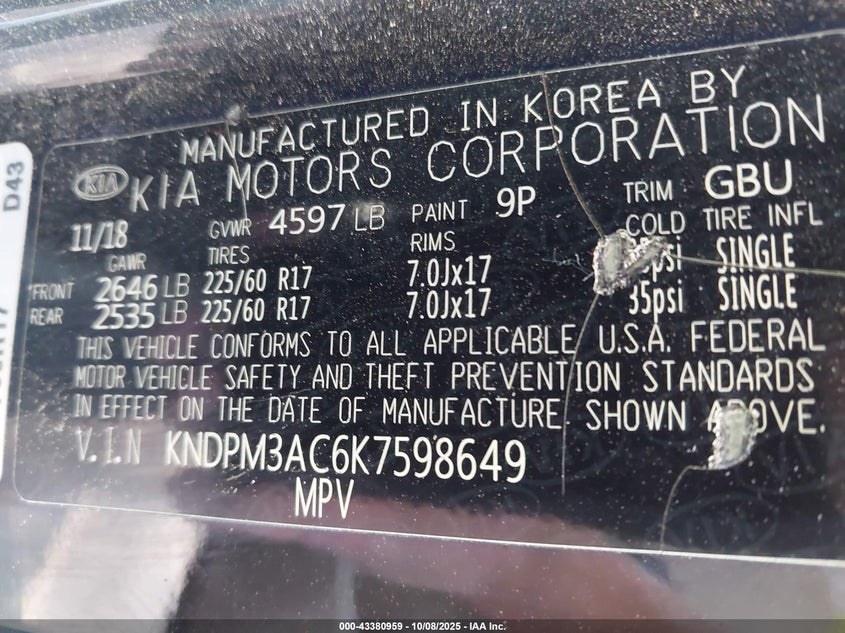 MANUFACTURED IN KOREA BY
KIA KIA MOTORS CORPORATION
11/18 GVWR 4597 LB PAINT 9P TRIM GBU
GAWR TIRES RIMS COLD TIRE INFL
FRONT 2646 LB 225/60 R17 7.0Jx17 psi SINGLE
REAR 2535 LB 225/60 R17 7.0Jx17 35psi SINGLE
THIS VEHICLE CONFORMS TO ALL APPLICABLE U.S.A. FEDERAL
MOTOR VEHICLE SAFETY AND THEFT PREVENTION STANDARDS
IN EFFECT ON THE DATE OF MANUFACTURE SHOWN ABOVE.
V.I.N KNDPM3AC6K7598649
MPV
D43
000-43380959 - 10/08/2025 - IAA Inc.